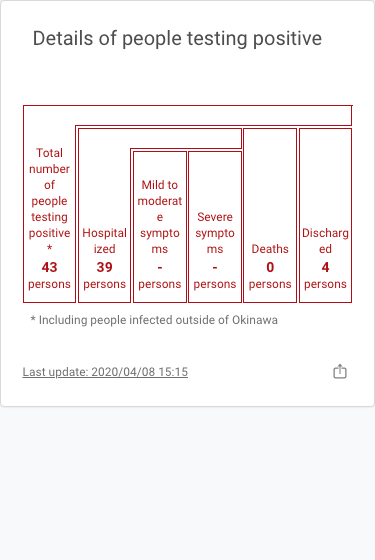 Details of people testing positive
Total
number
of
people
testing
positive
*
43
persons
Hospital
ized
39
persons
Mild to
moderat
e
sympto
ms
-
persons
Severe
sympto
ms
-
persons
Deaths
0
persons
Discharg
ed
4
persons
* Including people infected outside of Okinawa
Last update: 2020/04/08 15:15